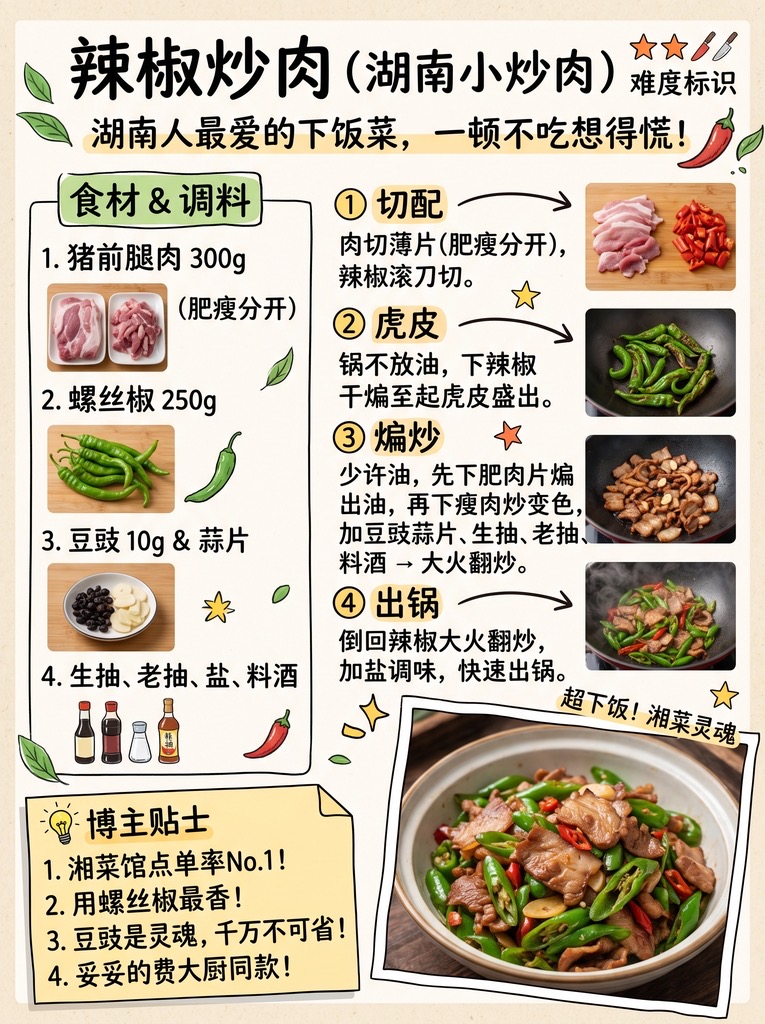 辣椒炒肉（湖南小炒肉）
难度标识
湖南人最爱的下饭菜，一顿不吃想得慌！
食材 & 调料
1. 猪前腿肉 300g
（肥瘦分开）
2. 螺丝椒 250g
3. 豆豉 10g & 蒜片
4. 生抽、老抽、盐、料酒
① 切配
肉切薄片(肥瘦分开)，
辣椒滚刀切。
② 虎皮
锅不放油，下辣椒
干煸至起虎皮盛出。
③ 煸炒
少许油，先下肥肉片煸
出油，再下瘦肉炒变色，
加豆豉蒜片、生抽、老抽、
料酒 → 大火翻炒。
④ 出锅
倒回辣椒大火翻炒，
加盐调味，快速出锅。
超下饭！湘菜灵魂
博主贴士
1. 湘菜馆点单率No.1！
2. 用螺丝椒最香！
3. 豆豉是灵魂，千万不可省！
4. 妥妥的费大厨同款！